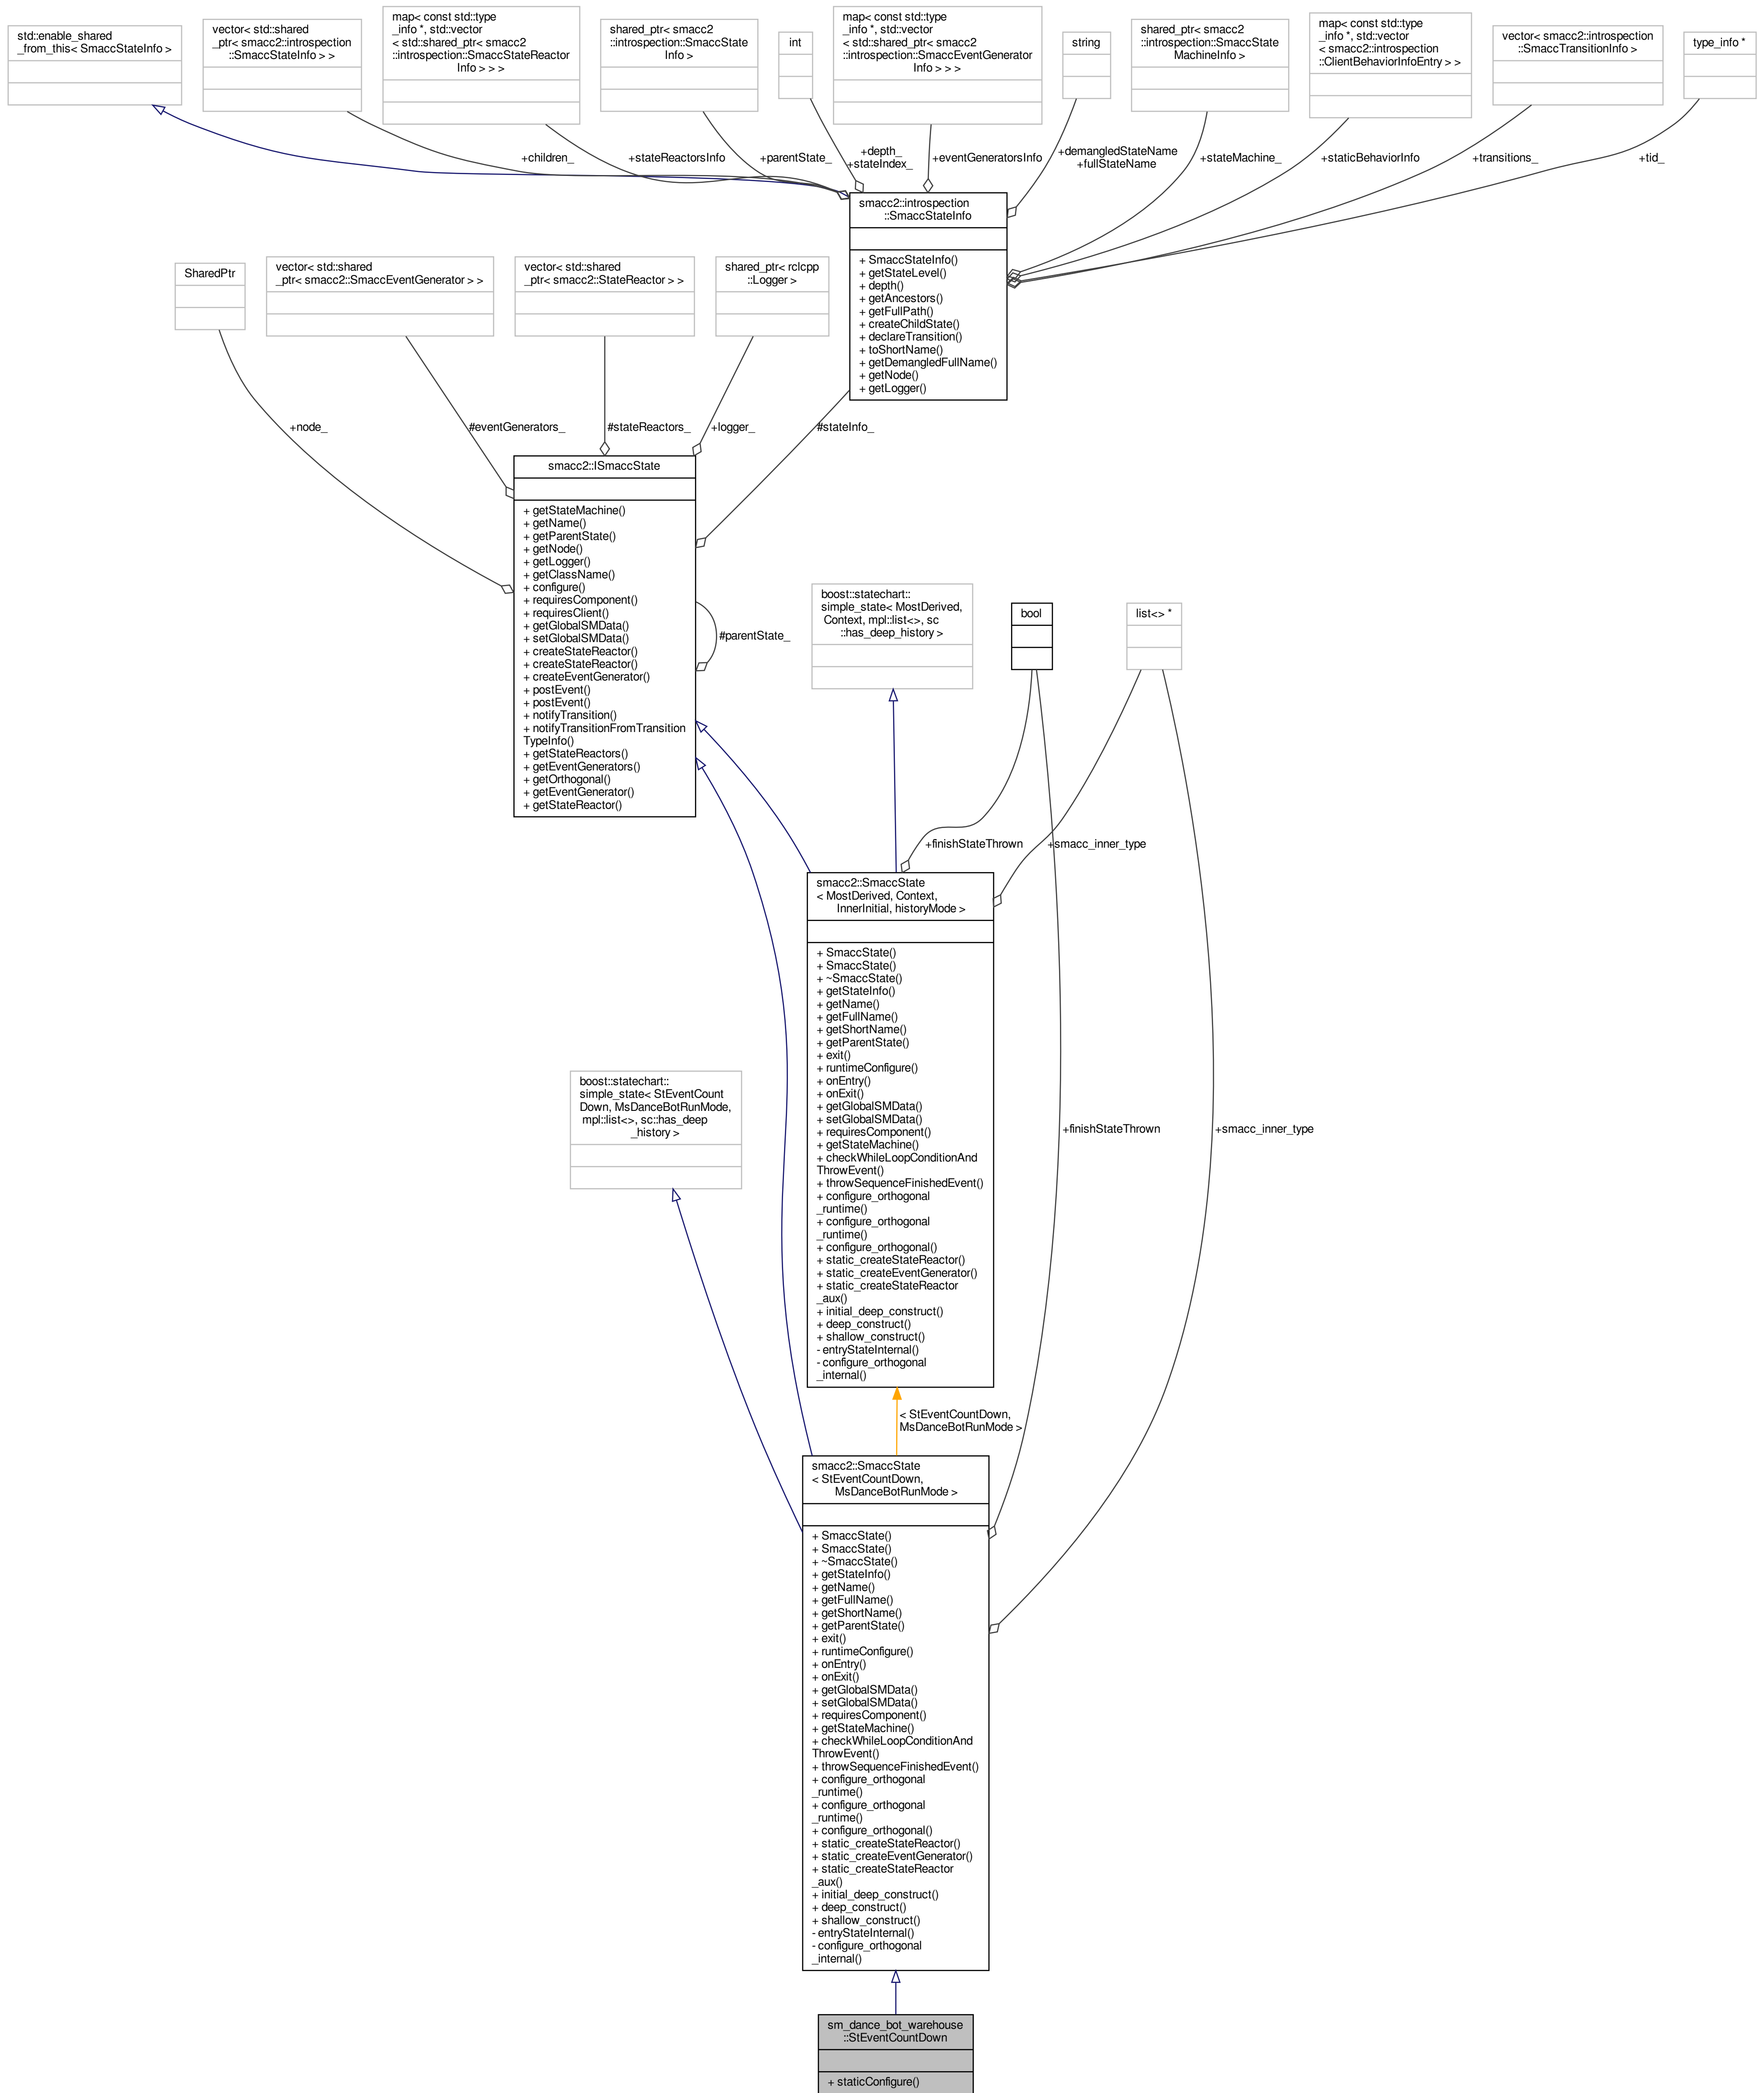 std::enable_shared
_from_this< SmaccStateInfo >
vector< std::shared
_ptr< smacc2::introspection
::SmaccStateInfo > >
map< const std::type
_info *, std::vector
< std::shared_ptr< smacc2
::introspection::SmaccStateReactor
Info > > >
shared_ptr< smacc2
::introspection::SmaccState
Info >
int
map< const std::type
_info *, std::vector
< std::shared_ptr< smacc2
::introspection::SmaccEventGenerator
Info > > >
string
shared_ptr< smacc2
::introspection::SmaccState
MachineInfo >
map< const std::type
_info *, std::vector
< smacc2::introspection
::ClientBehaviorInfoEntry > >
vector< smacc2::introspection
::SmaccTransitionInfo >
type_info *
+children_
+stateReactorsInfo
+parentState_
+depth_
+stateIndex_
+eventGeneratorsInfo
+demangledStateName
+fullStateName
+stateMachine_
+staticBehaviorInfo
+transitions_
+tid_
smacc2::introspection
::SmaccStateInfo
+ SmaccStateInfo()
+ getStateLevel()
+ depth()
+ getAncestors()
+ getFullPath()
+ createChildState()
+ declareTransition()
+ toShortName()
+ getDemangledFullName()
+ getNode()
+ getLogger()
SharedPtr
vector< std::shared
_ptr< smacc2::SmaccEventGenerator > >
vector< std::shared
_ptr< smacc2::StateReactor > >
shared_ptr< rclcpp
::Logger >
+node_
#eventGenerators_
#stateReactors_
+logger_
#stateInfo_
smacc2::ISmaccState
+ getStateMachine()
+ getName()
+ getParentState()
+ getNode()
+ getLogger()
+ getClassName()
+ configure()
+ requiresComponent()
+ requiresClient()
+ getGlobalSMData()
+ setGlobalSMData()
+ createStateReactor()
+ createStateReactor()
+ createEventGenerator()
+ postEvent()
+ postEvent()
+ notifyTransition()
+ notifyTransitionFromTransition
TypeInfo()
+ getStateReactors()
+ getEventGenerators()
+ getOrthogonal()
+ getEventGenerator()
+ getStateReactor()
#parentState_
boost::statechart::
simple_state< MostDerived,
Context, mpl::list<>, sc
::has_deep_history >
bool
list<> *
+finishStateThrown
+smacc_inner_type
smacc2::SmaccState
< MostDerived, Context,
InnerInitial, historyMode >
+ SmaccState()
+ SmaccState()
+ ~SmaccState()
+ getStateInfo()
+ getName()
+ getFullName()
+ getShortName()
+ getParentState()
+ exit()
+ runtimeConfigure()
+ onEntry()
+ onExit()
+ getGlobalSMData()
+ setGlobalSMData()
+ requiresComponent()
+ getStateMachine()
+ checkWhileLoopConditionAnd
ThrowEvent()
+ throwSequenceFinishedEvent()
+ configure_orthogonal
_runtime()
+ configure_orthogonal
_runtime()
+ configure_orthogonal()
+ static_createStateReactor()
+ static_createEventGenerator()
+ static_createStateReactor
_aux()
+ initial_deep_construct()
+ deep_construct()
+ shallow_construct()
- entryStateInternal()
- configure_orthogonal
_internal()
boost::statechart::
simple_state< StEventCount
Down, MsDanceBotRunMode,
mpl::list<>, sc::has_deep
_history >
+finishStateThrown
+smacc_inner_type
< StEventCountDown,
MsDanceBotRunMode >
smacc2::SmaccState
< StEventCountDown,
MsDanceBotRunMode >
+ SmaccState()
+ SmaccState()
+ ~SmaccState()
+ getStateInfo()
+ getName()
+ getFullName()
+ getShortName()
+ getParentState()
+ exit()
+ runtimeConfigure()
+ onEntry()
+ onExit()
+ getGlobalSMData()
+ setGlobalSMData()
+ requiresComponent()
+ getStateMachine()
+ checkWhileLoopConditionAnd
ThrowEvent()
+ throwSequenceFinishedEvent()
+ configure_orthogonal
_runtime()
+ configure_orthogonal
_runtime()
+ configure_orthogonal()
+ static_createStateReactor()
+ static_createEventGenerator()
+ static_createStateReactor
_aux()
+ initial_deep_construct()
+ deep_construct()
+ shallow_construct()
- entryStateInternal()
- configure_orthogonal
_internal()
sm_dance_bot_warehouse
::StEventCountDown
+ staticConfigure()